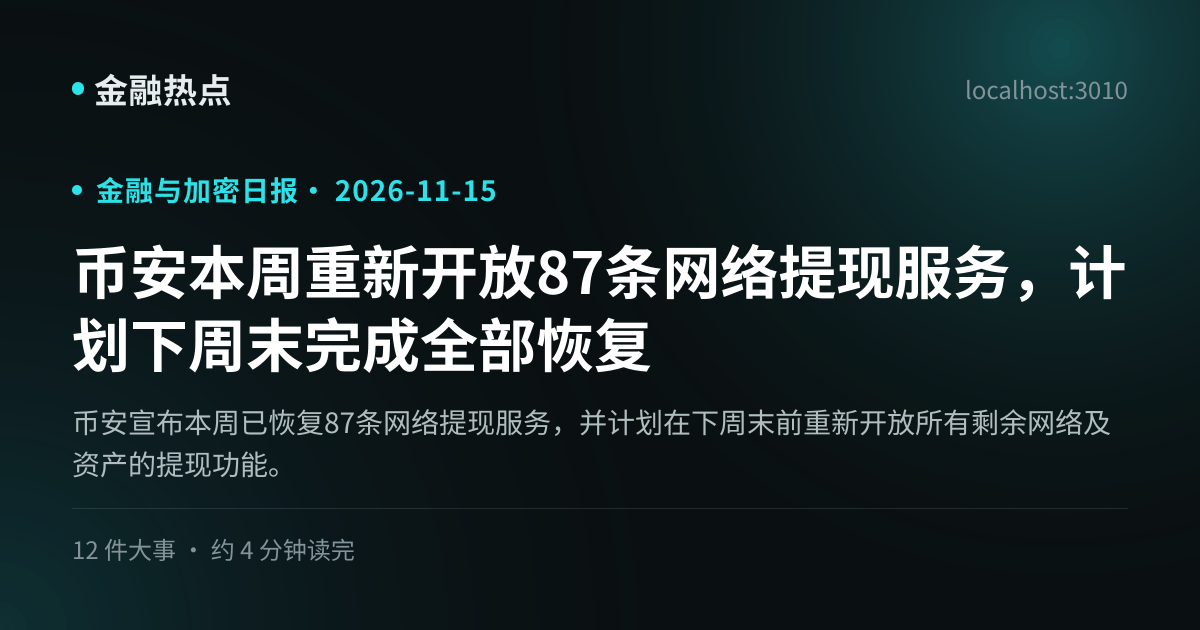 金融热点
localhost:3010
金融与加密日报 · 2026-11-15
币安本周重新开放87条网络提现服务，计
划下周末完成全部恢复
币安宣布本周已恢复87条网络提现服务，并计划在下周末前重新开放所有剩余网络及
资产的提现功能。
12 件大事 · 约 4 分钟读完